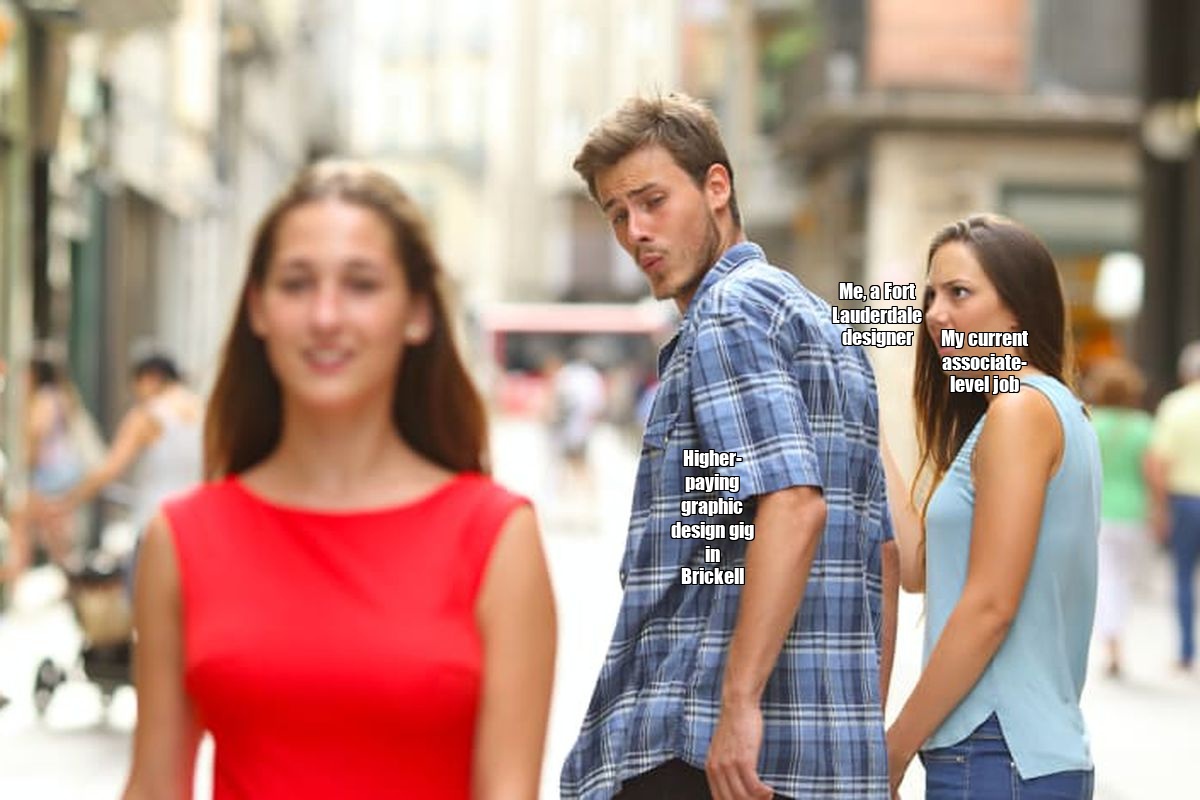 Me, a Fort
Lauderdale
designer
My current
associate-
level job
Higher-
paying
graphic
design gig
in
Brickell